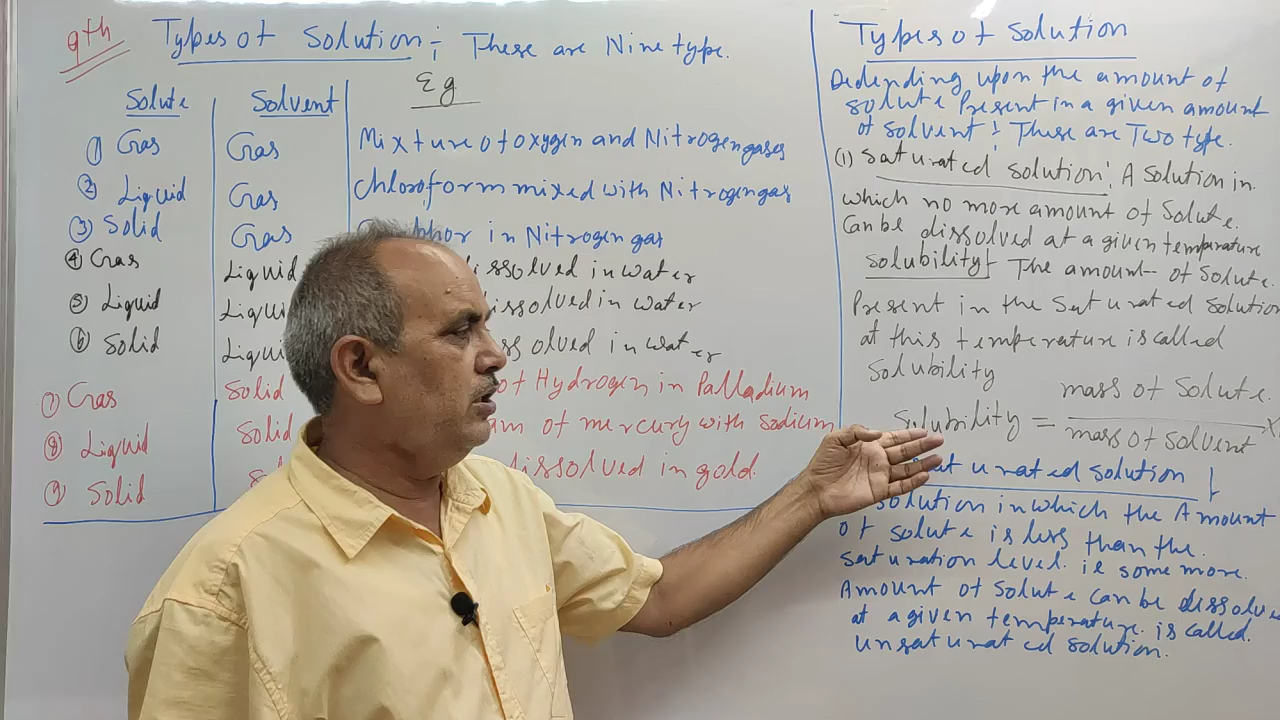 9th Types of Solution :- These are Nine type.
Solute Solvent Eg
① Gas Gas Mixture of oxygen and Nitrogen gases
② Liquid Gas chloroform mixed with Nitrogen gas
③ Solid Gas in Nitrogen gas
④ Gas Liquid dissolved in water
⑤ Liquid dissolved in water
⑥ Solid dissolved in water
⑦ Gas Solid of Hydrogen in Palladium
⑧ Liquid Solid of mercury with sodium
⑨ Solid dissolved in gold.
Types of Solution
Depending upon the amount of
solute Present in a given amount
of solvent : These are Two type.
(1) Saturated solution : A solution in
which no more amount of Solute.
Can be dissolved at a given temperature
solubility :- The amount of Solute.
Present in the Saturated Solution
at this temperature is called
Solubility
Solubility = mass of Solute. / mass of solvent ×
saturated solution :-
solution in which the Amount
of solute is less than the.
saturation level. ie some more.
Amount of solute can be
at a given temperature. is called.
unsaturated solution.